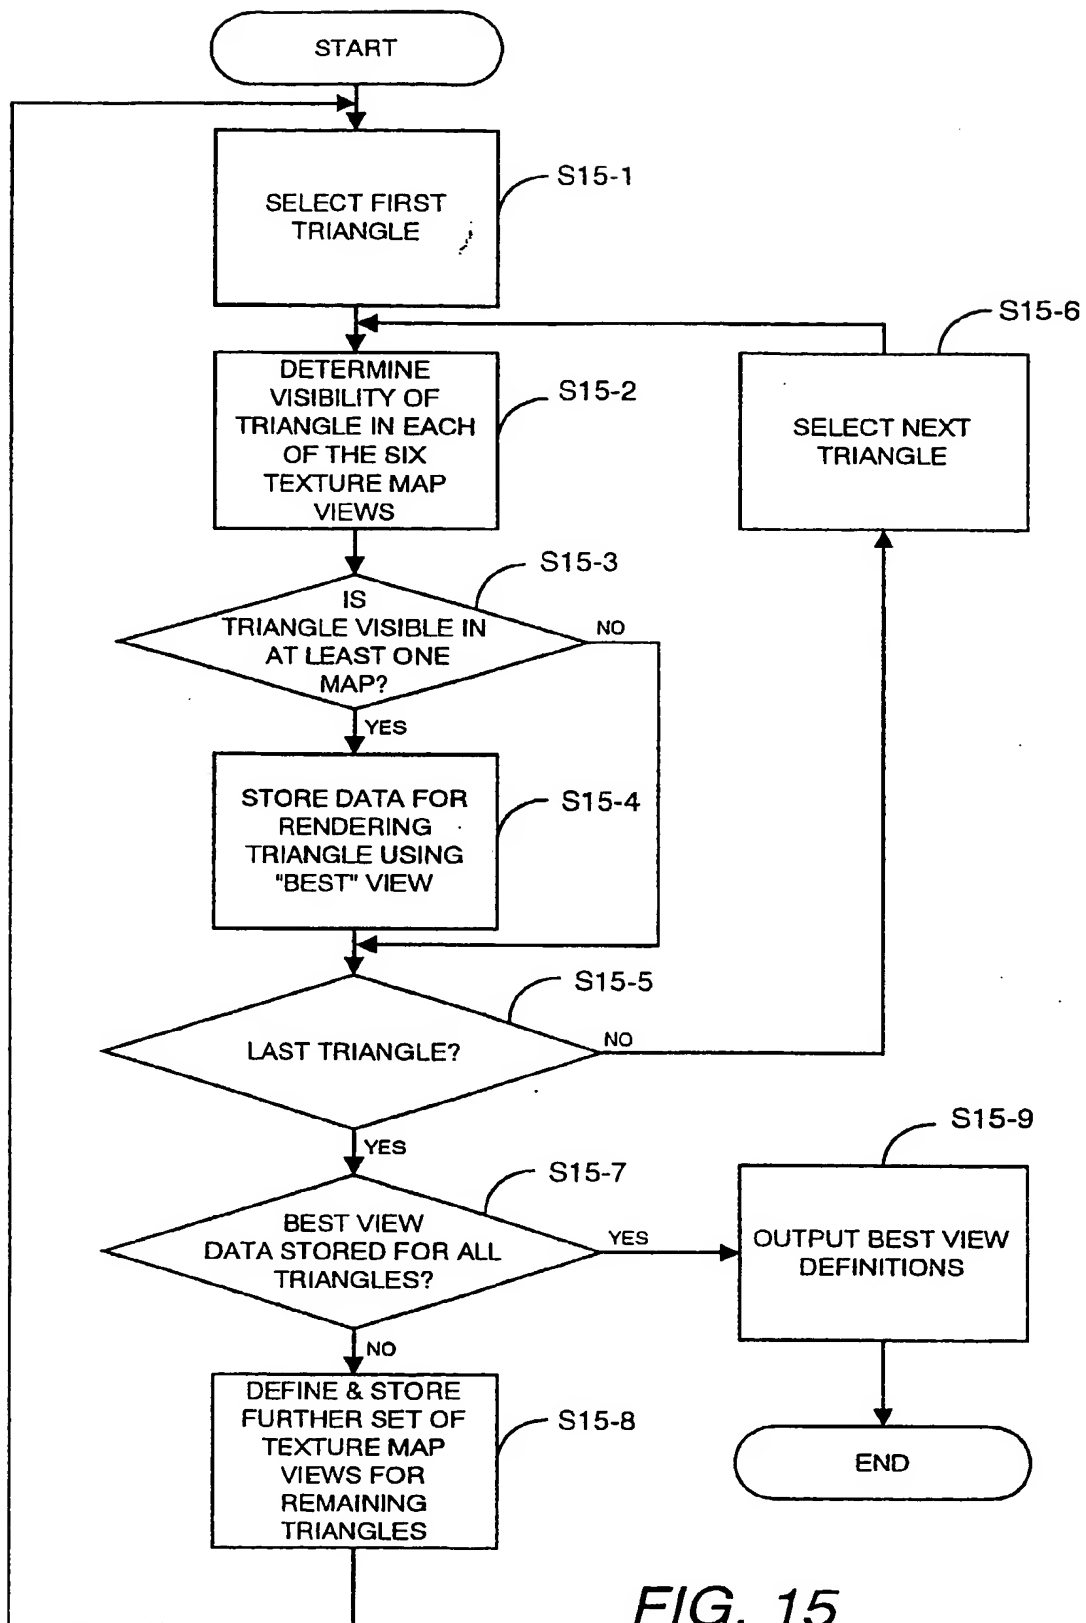 START
S15-1
SELECT FIRST
TRIANGLE
S15-6
SELECT NEXT
TRIANGLE
S15-2
DETERMINE
VISIBILITY OF
TRIANGLE IN EACH
OF THE SIX
TEXTURE MAP
VIEWS
S15-3
IS
TRIANGLE VISIBLE IN
AT LEAST ONE
MAP?
NO
YES
S15-4
STORE DATA FOR
RENDERING
TRIANGLE USING
"BEST" VIEW
S15-5
LAST TRIANGLE?
NO
YES
S15-7
BEST VIEW
DATA STORED FOR ALL
TRIANGLES?
YES
S15-9
OUTPUT BEST VIEW
DEFINITIONS
NO
S15-8
DEFINE & STORE
FURTHER SET OF
TEXTURE MAP
VIEWS FOR
REMAINING
TRIANGLES
END
FIG. 15